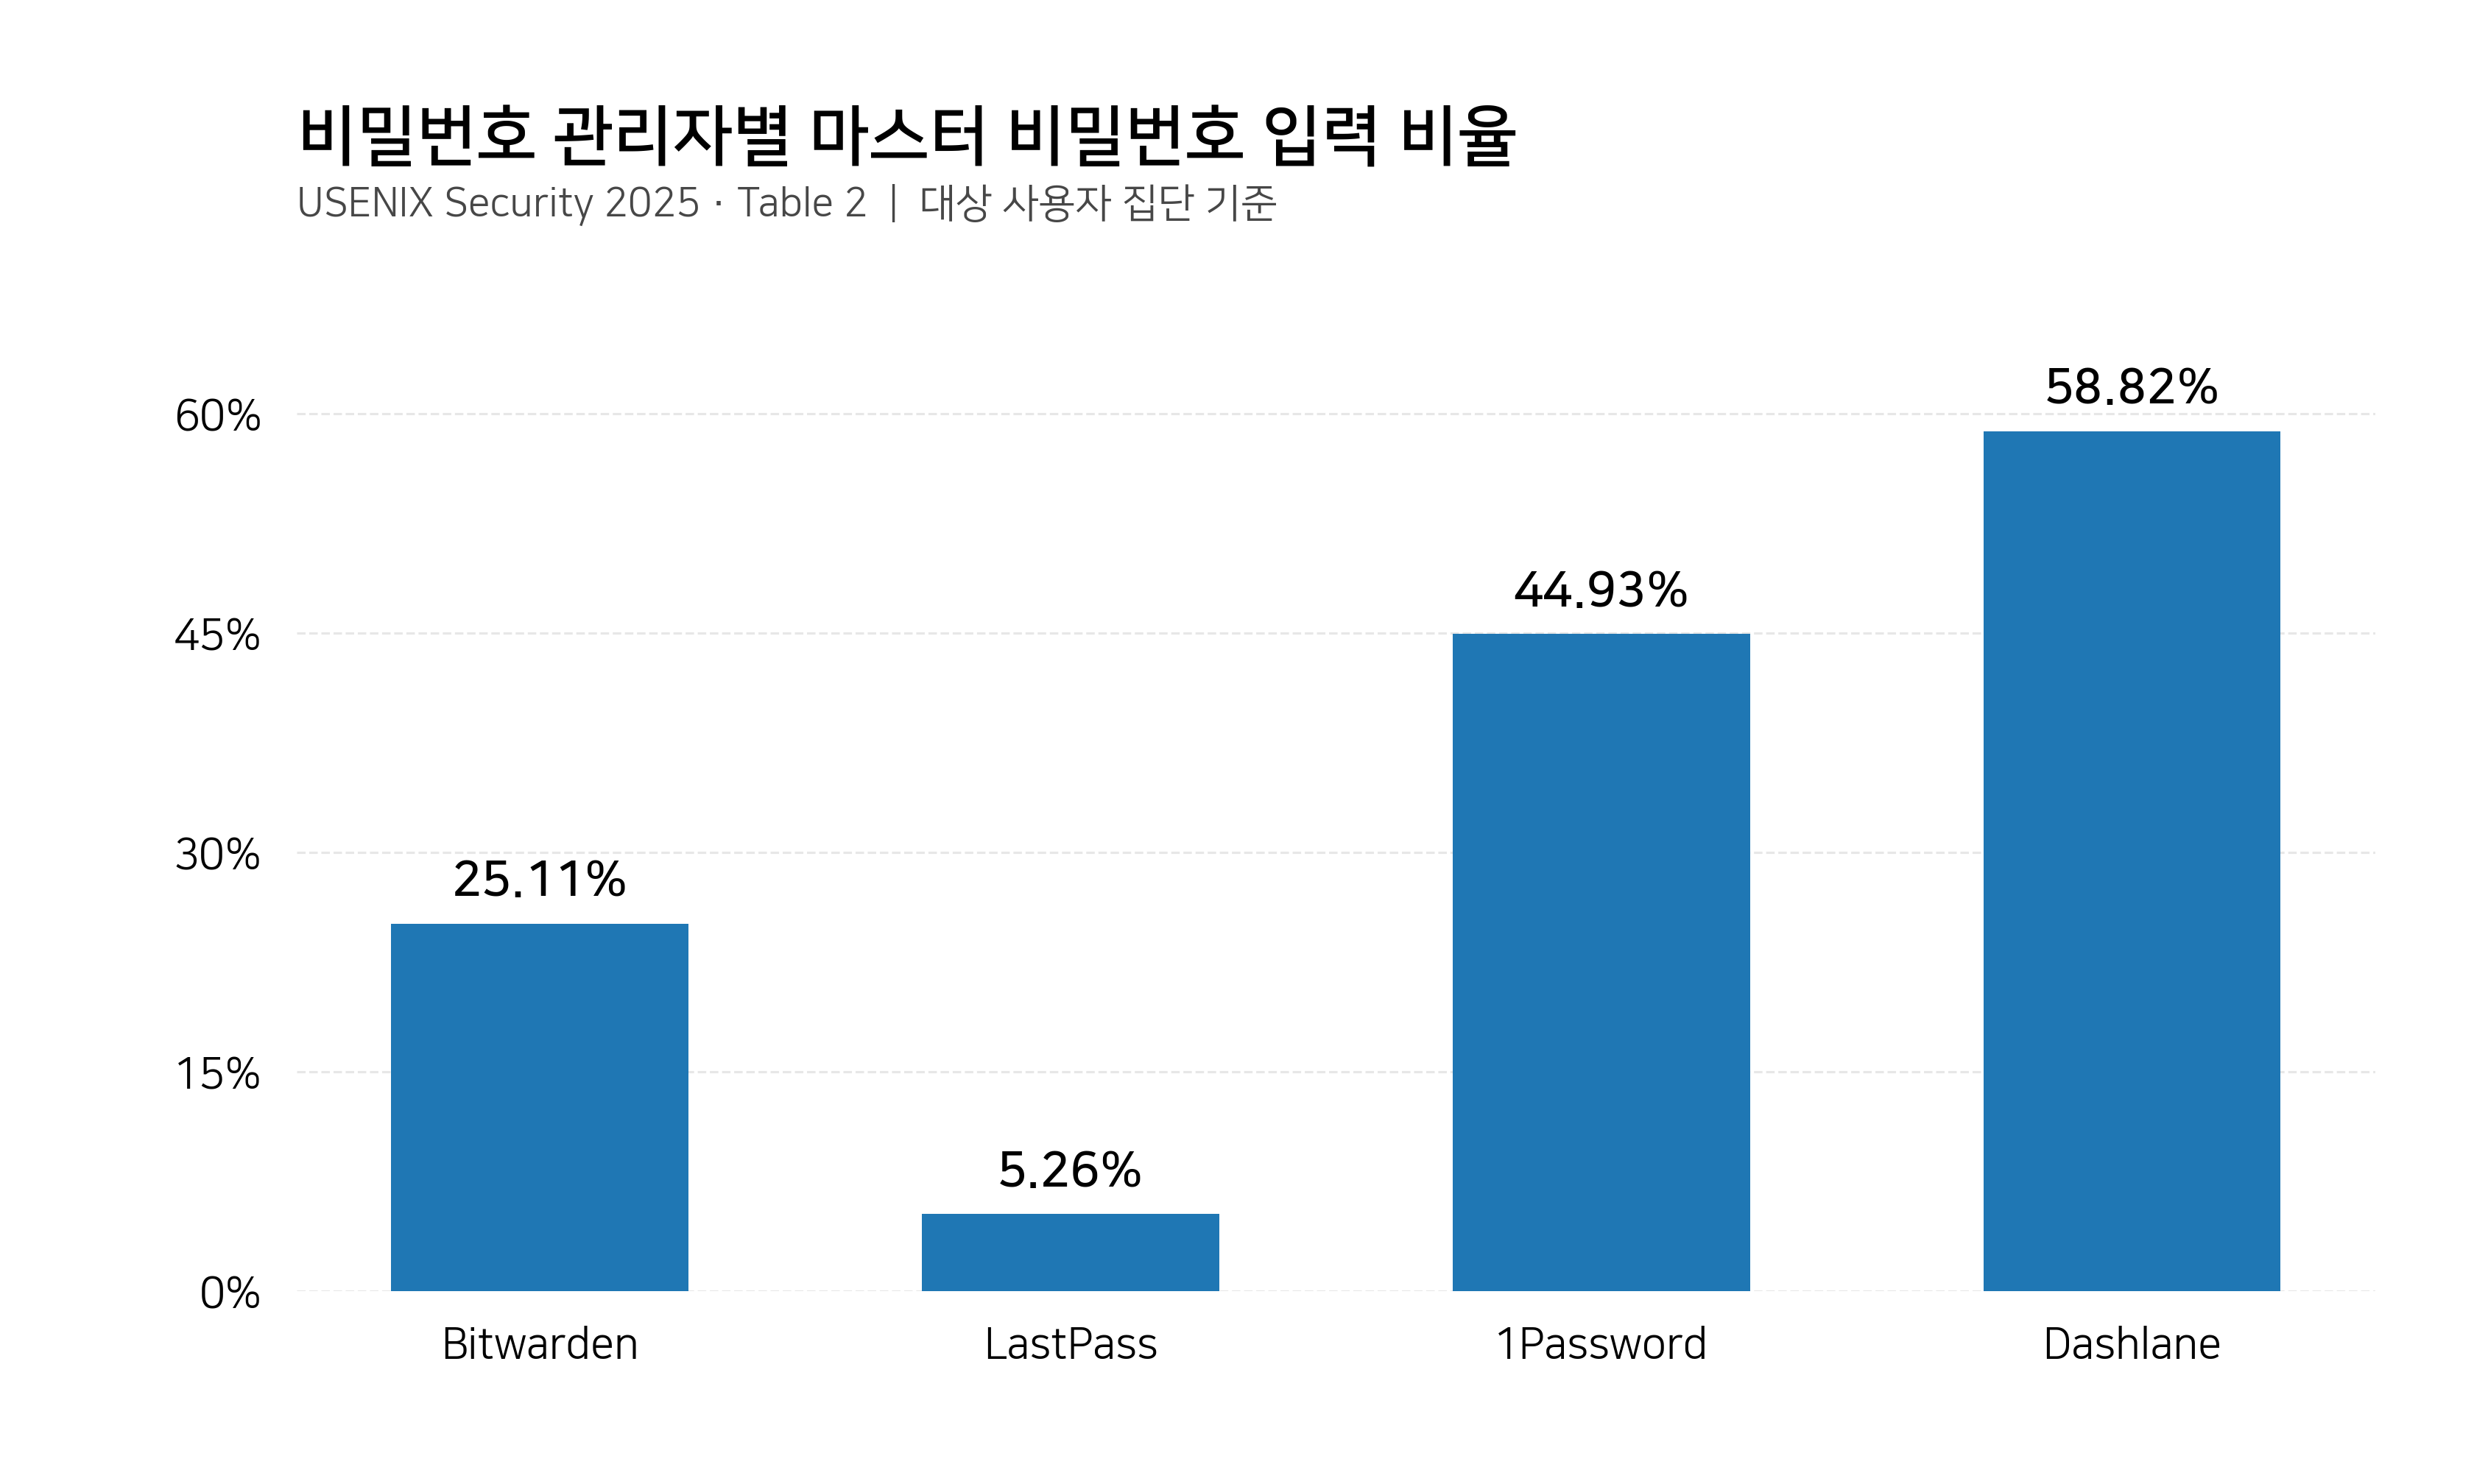 비밀번호 관리자별 마스터 비밀번호 입력 비율
USENIX Security 2025 · Table 2 | 대상 사용자 집단 기준
60%
45%
30%
15%
0%
25.11%
5.26%
44.93%
58.82%
Bitwarden
LastPass
1Password
Dashlane